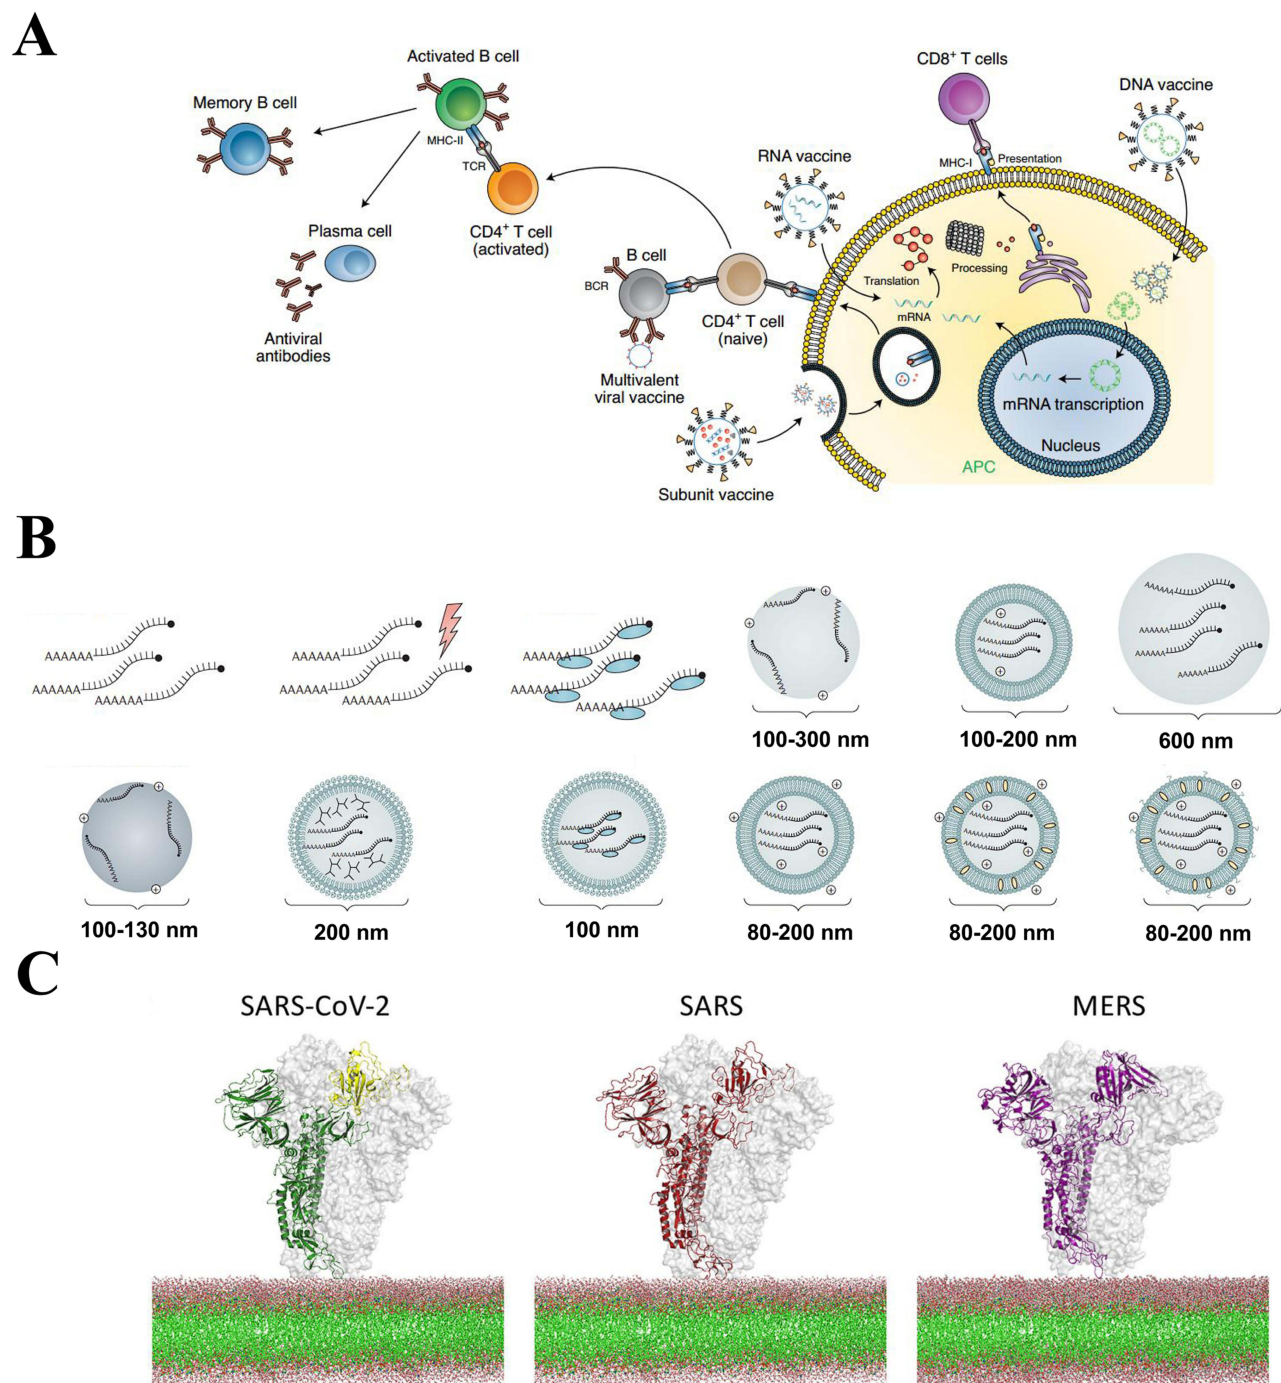 A
Activated B cell
CD8+ T cells
DNA vaccine
Memory B cell
MHC-II
TCR
RNA vaccine
MHC-I
Presentation
Plasma cell
CD4+ T cell
(activated)
B cell
BCR
Translation
Processing
mRNA
CD4+ T cell
(naive)
Antiviral
antibodies
Multivalent
viral vaccine
mRNA transcription
Nucleus
APC
Subunit vaccine
B
AAAAAA
AAAAAA
AAAAAA
AAAAAA
AAAAAA
AAAAAA
AAAAAA
AAAAAA
AAAAAA
100-300 nm
100-200 nm
600 nm
100-130 nm
200 nm
100 nm
80-200 nm
80-200 nm
80-200 nm
C
SARS-CoV-2
SARS
MERS